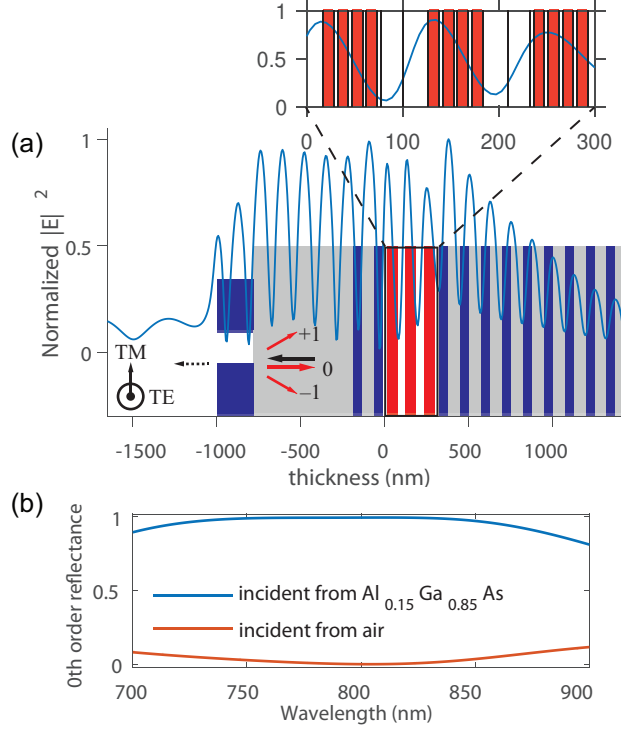 1
0.5
0
0 100 200 300
(a)
Normalized |E| 2
1
0.5
0
+1
0
−1
TM
TE
-1500 -1000 -500 0 500 1000
thickness (nm)
(b)
0th order reflectance
1
0.5
0
incident from Al 0.15 Ga 0.85 As
incident from air
700 750 800 850 900
Wavelength (nm)